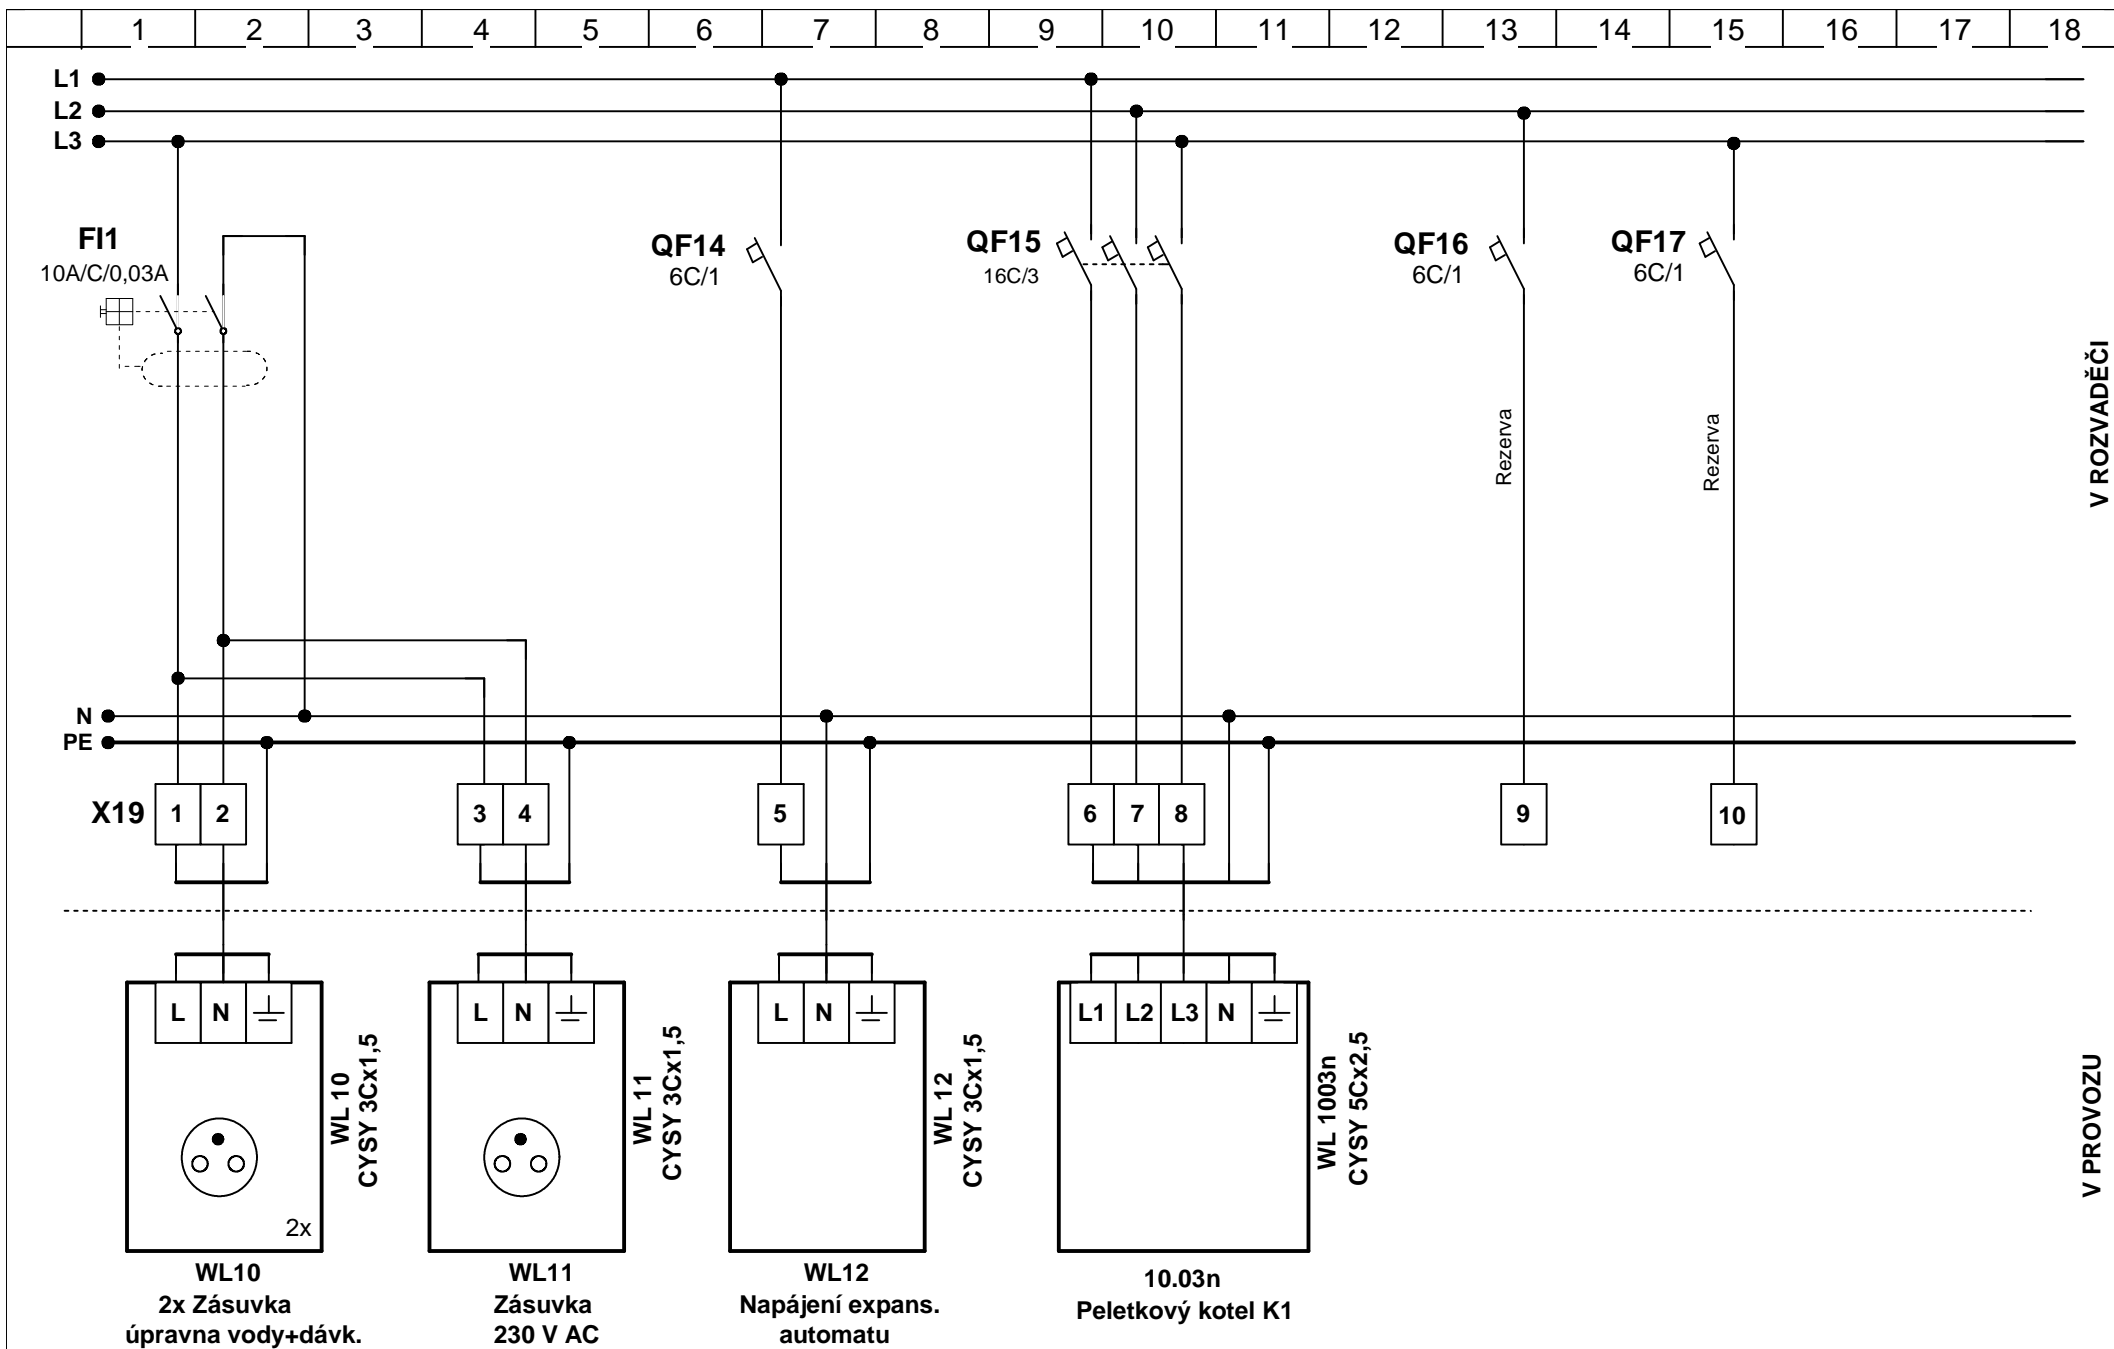 1 2 3 4 5 6 7 8 9 10 11 12 13 14 15 16 17 18
L1
L2
L3
FI1
10A/C/0,03A
QF14
6C/1
QF15
16C/3
QF16
6C/1
QF17
6C/1
Rezerva
Rezerva
V ROZVADĚČI
N
PE
X19 1 2 3 4 5 6 7 8 9 10
L N
L N
L N
L1 L2 L3 N
WL 10
CYSY 3Cx1,5
WL 11
CYSY 3Cx1,5
WL 12
CYSY 3Cx1,5
WL 1003n
CYSY 5Cx2,5
V PROVOZU
2x
WL10
2x Zásuvka
úpravna vody+dávk.
WL11
Zásuvka
230 V AC
WL12
Napájení expans.
automatu
10.03n
Peletkový kotel K1